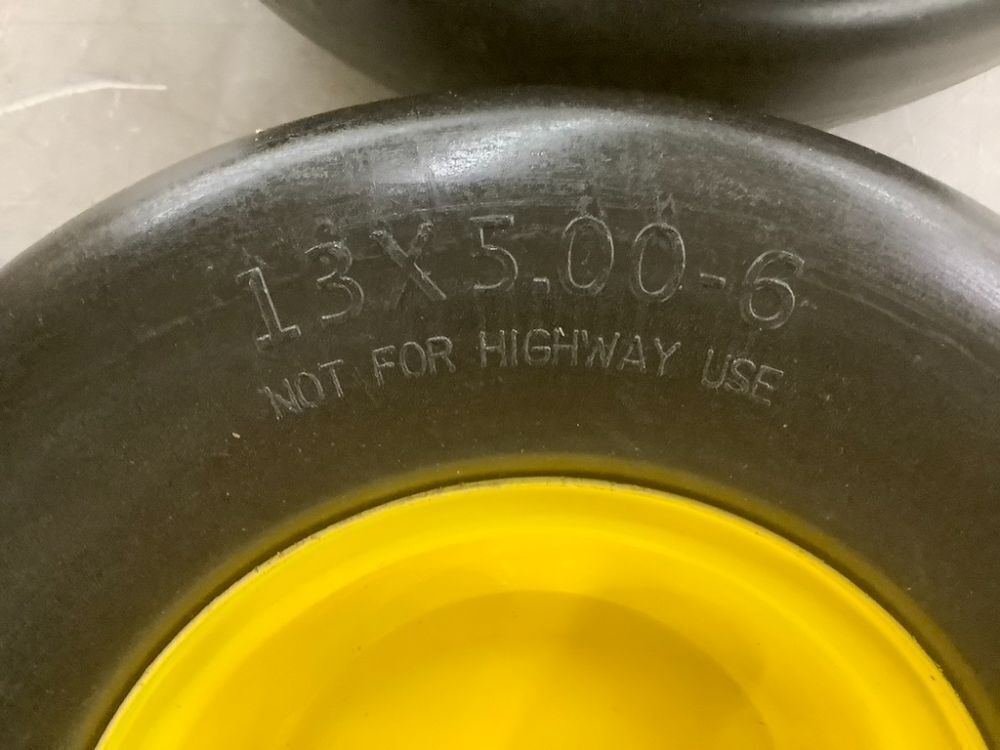 13X5.00-6
NOT FOR HIGHWAY USE